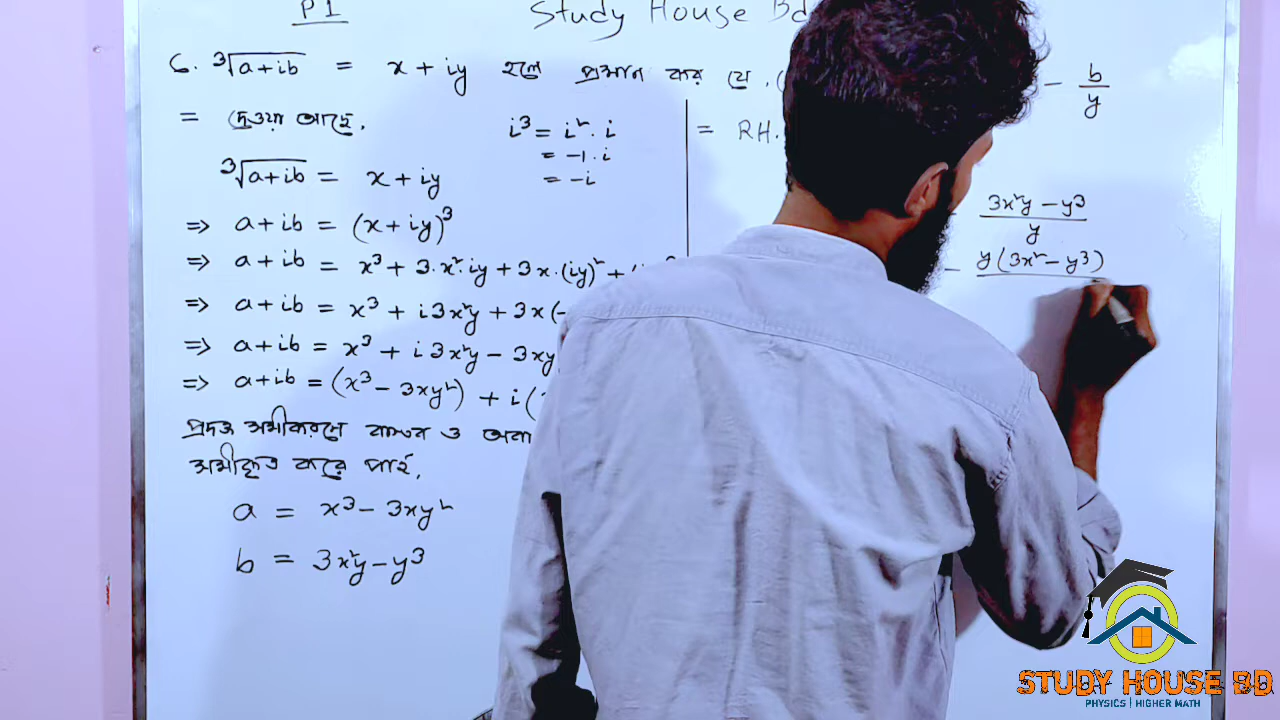 P1
Study House Bd
6. ³√(a+ib) = x + iy হলে প্রমান কর যে, ( - b/y
= দেওয়া আছে,
i³ = i². i
= -1. i
= -i
³√(a+ib) = x + iy
⇒ a + ib = (x + iy)³
⇒ a + ib = x³ + 3.x².iy + 3x.(iy)² +
⇒ a + ib = x³ + i3x²y + 3x(-
⇒ a + ib = x³ + i 3x²y - 3xy
⇒ a+ib = (x³ - 3xy²) + i(
প্রদত্ত সমীকরণে বাস্তব ও অবা
সমীকৃত করে পাই,
a = x³ - 3xy²
b = 3x²y - y³
= RH.
(3x²y - y³)/y
- y(3x² - y³)
STUDY HOUSE BD
PHYSICS | HIGHER MATH